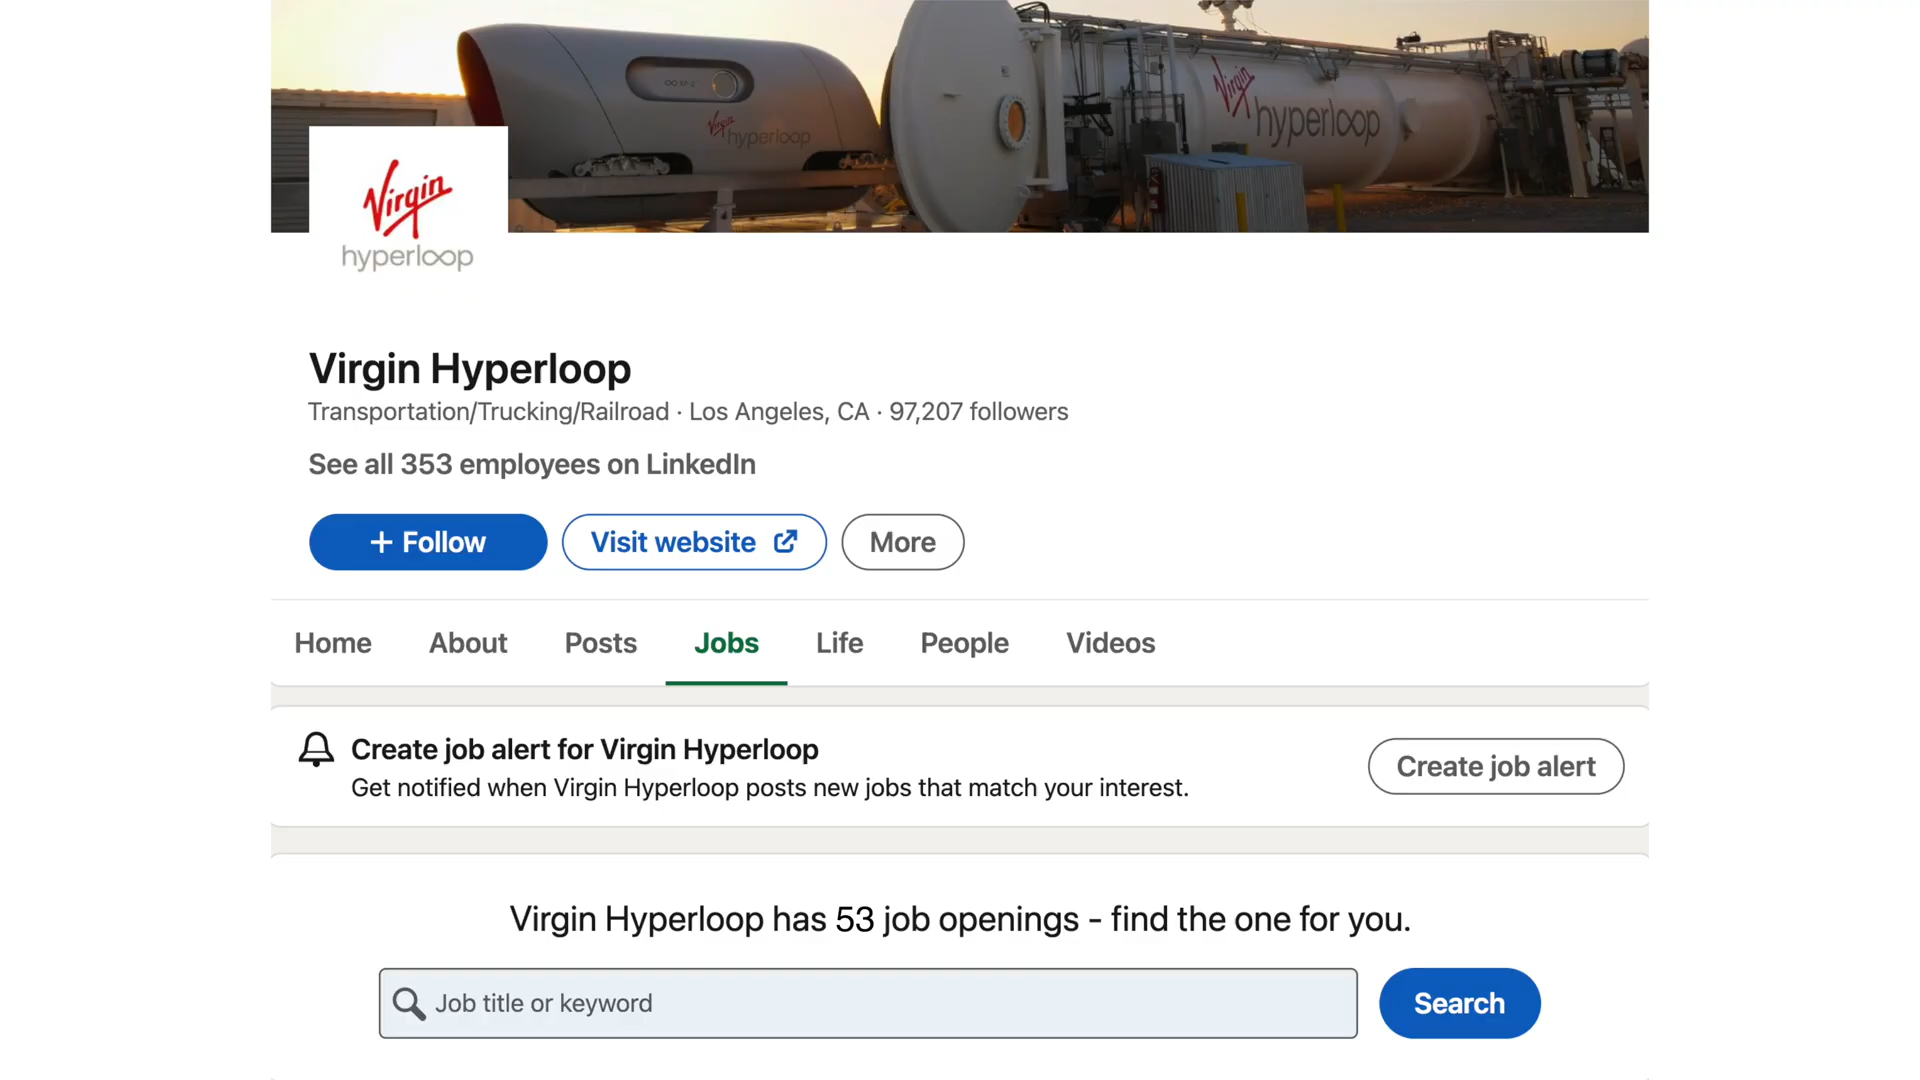 XP-2
Virgin
hyperloop
Virgin
hyperloop
Virgin
hyperloop
Virgin Hyperloop
Transportation/Trucking/Railroad · Los Angeles, CA · 97,207 followers
See all 353 employees on LinkedIn
+ Follow
Visit website
More
Home About Posts Jobs Life People Videos
Create job alert for Virgin Hyperloop
Get notified when Virgin Hyperloop posts new jobs that match your interest.
Create job alert
Virgin Hyperloop has 53 job openings - find the one for you.
Job title or keyword
Search